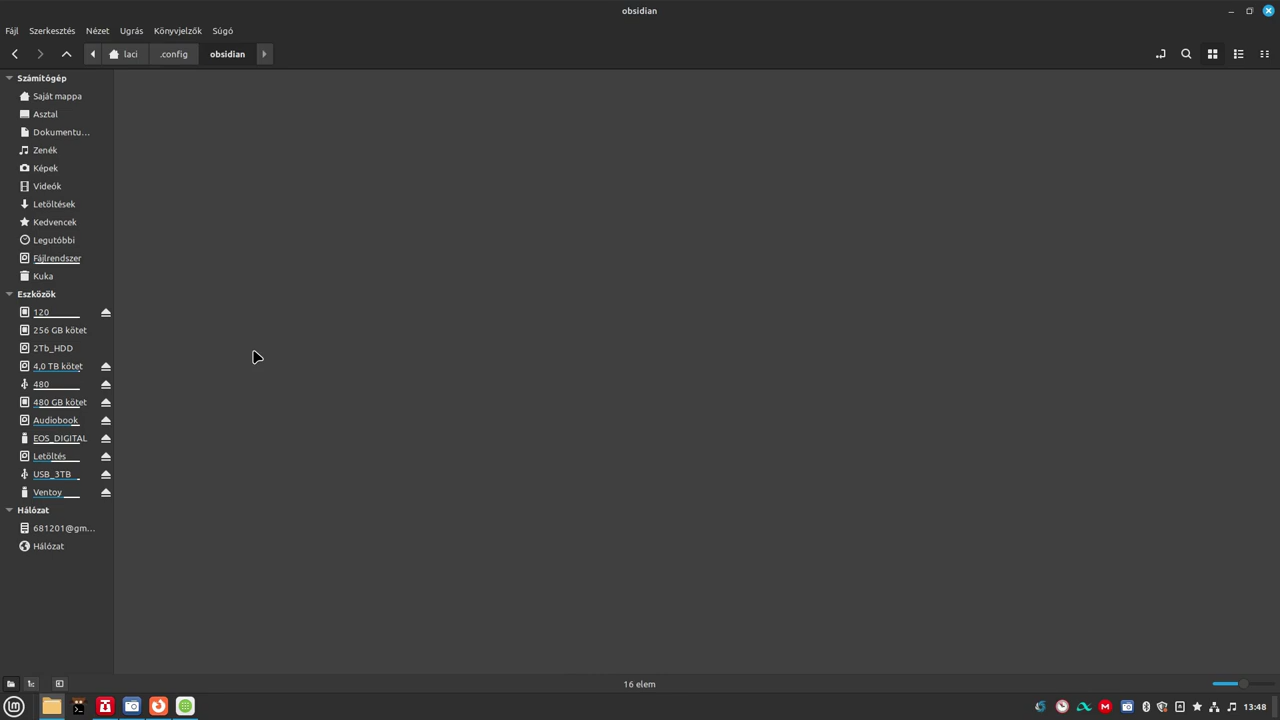 obsidian
Fájl Szerkesztés Nézet Ugrás Könyvjelzők Súgó
laci .config obsidian
Számítógép
Saját mappa
Asztal
Dokumentu...
Zenék
Képek
Videók
Letöltések
Kedvencek
Legutóbbi
Fájlrendszer
Kuka
Eszközök
120
256 GB kötet
2Tb_HDD
4,0 TB kötet
480
480 GB kötet
Audiobook
EOS_DIGITAL
Letöltés
USB_3TB
Ventoy
Hálózat
681201@gm...
Hálózat
16 elem
13:48